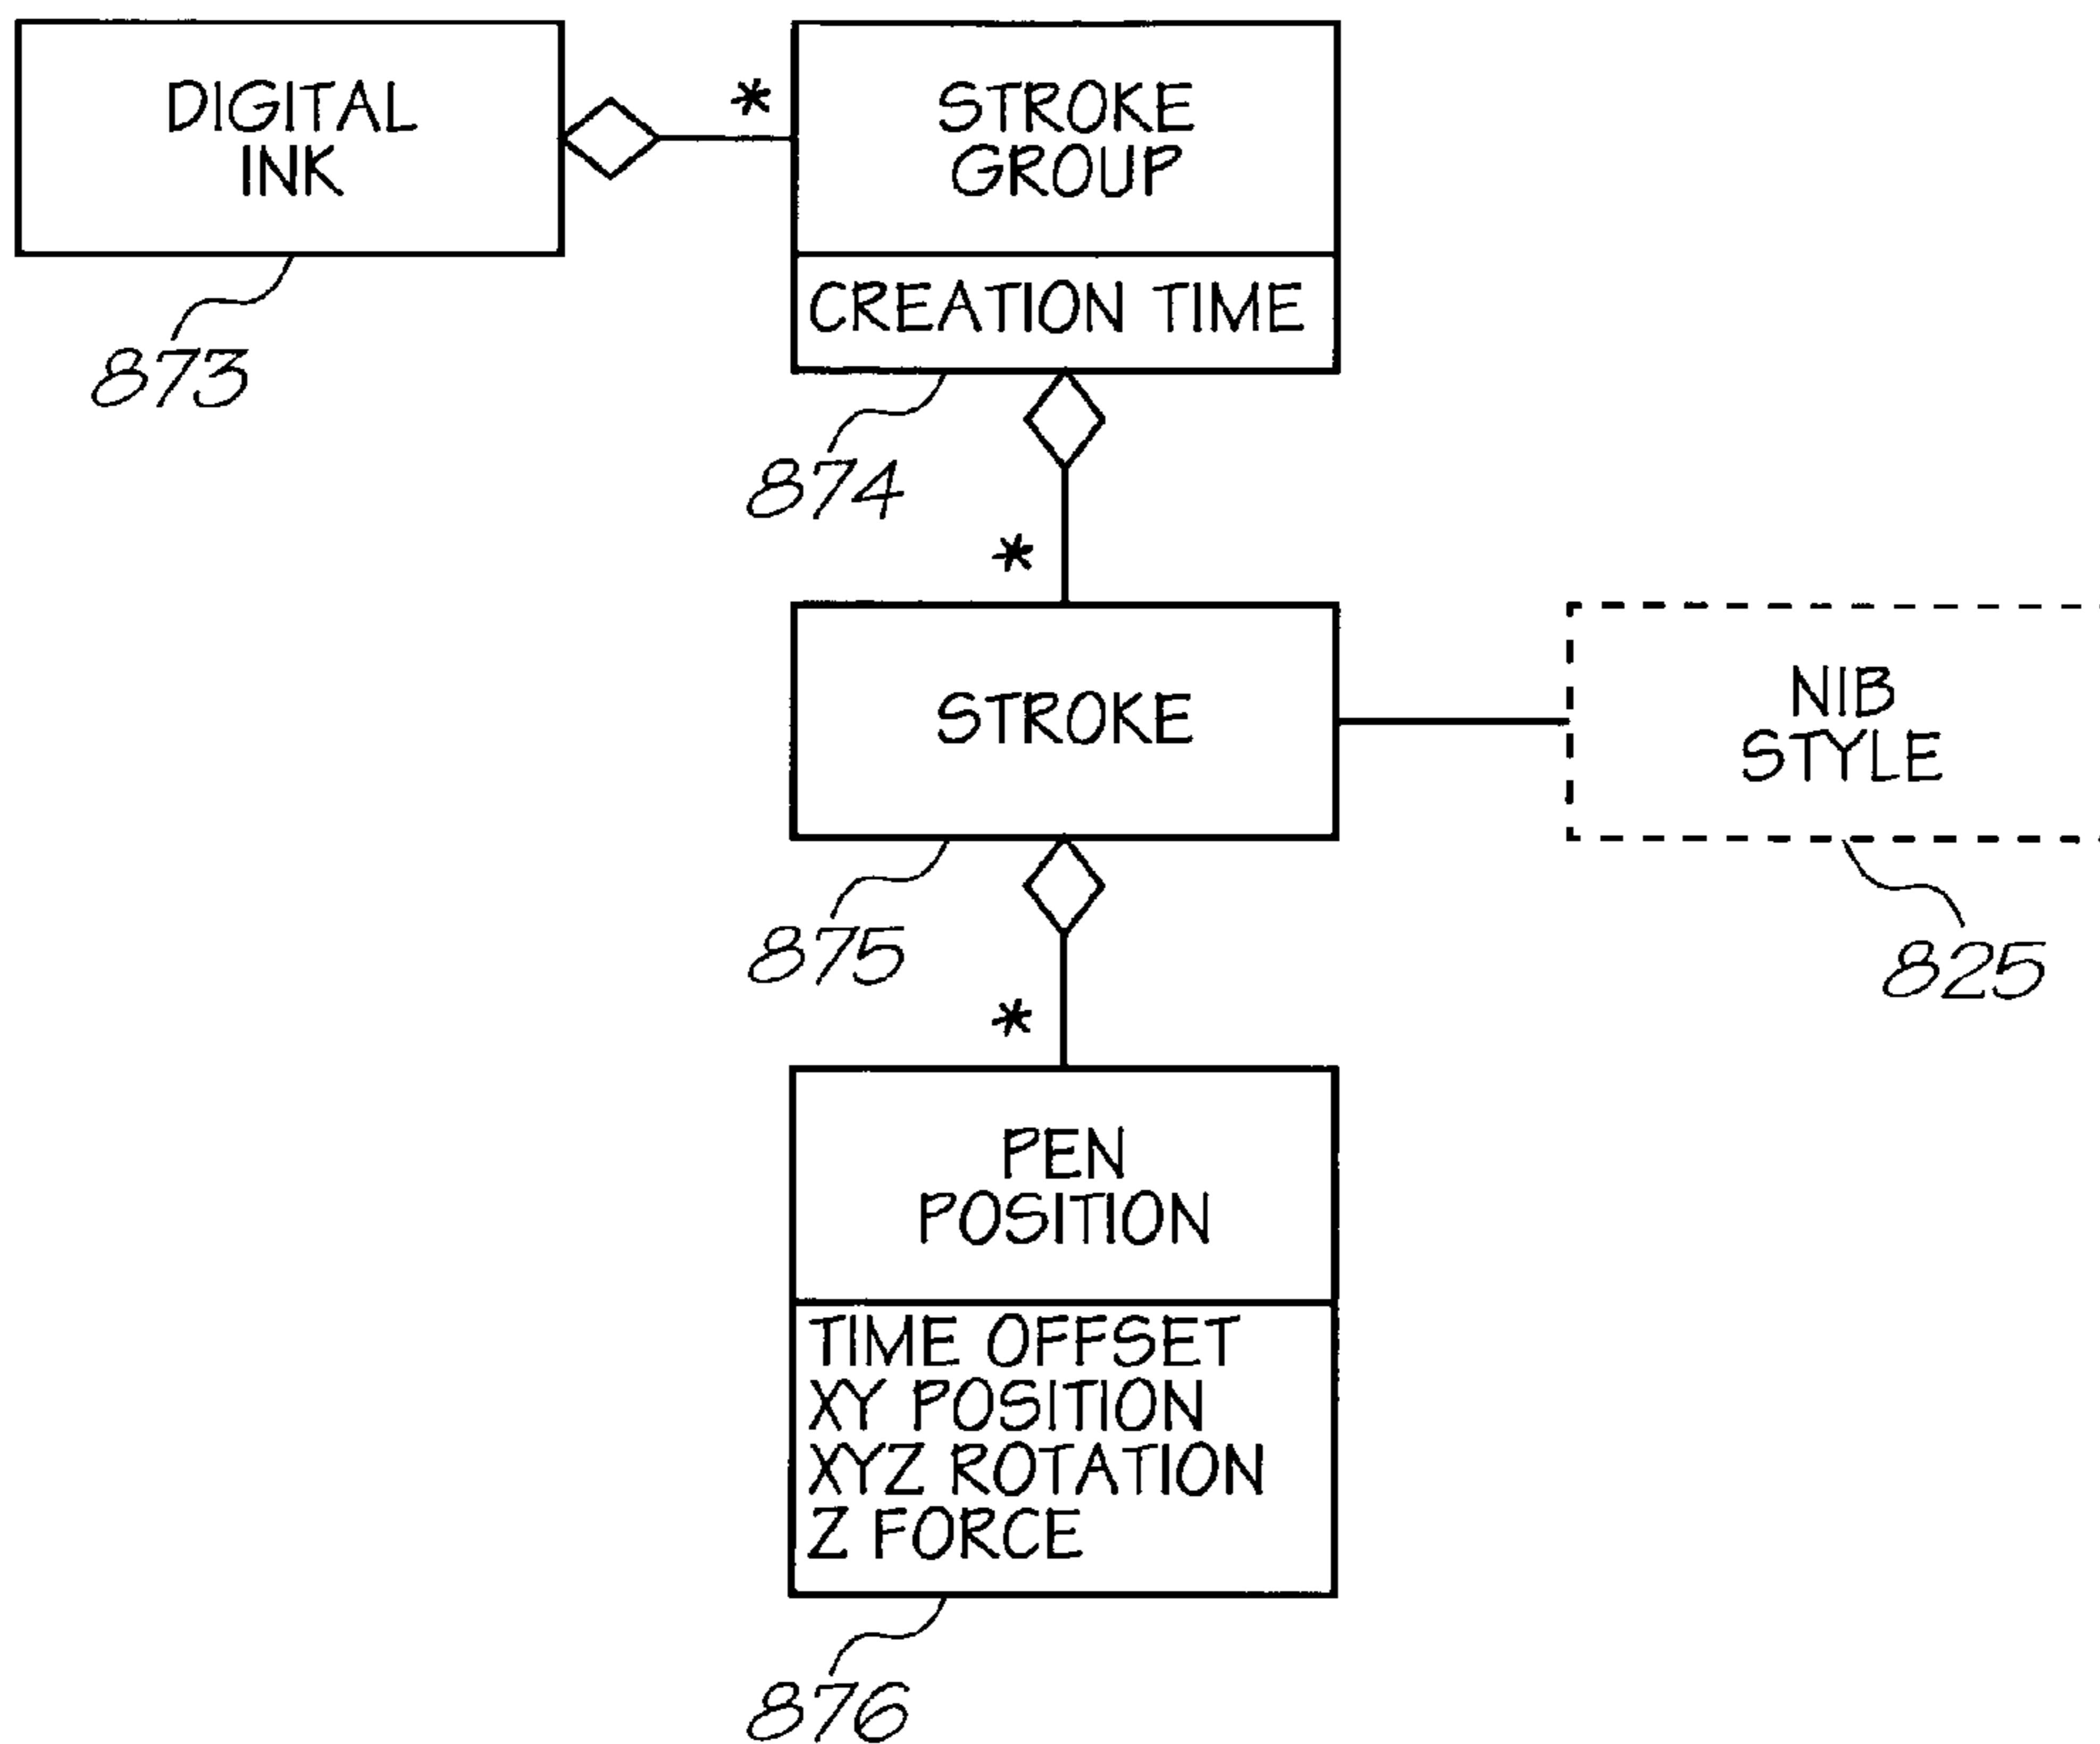 DIGITAL
INK
873
*
STROKE
GROUP
CREATION TIME
874
*
STROKE
875
NIB
STYLE
825
*
PEN
POSITION
TIME OFFSET
XY POSITION
XYZ ROTATION
Z FORCE
876